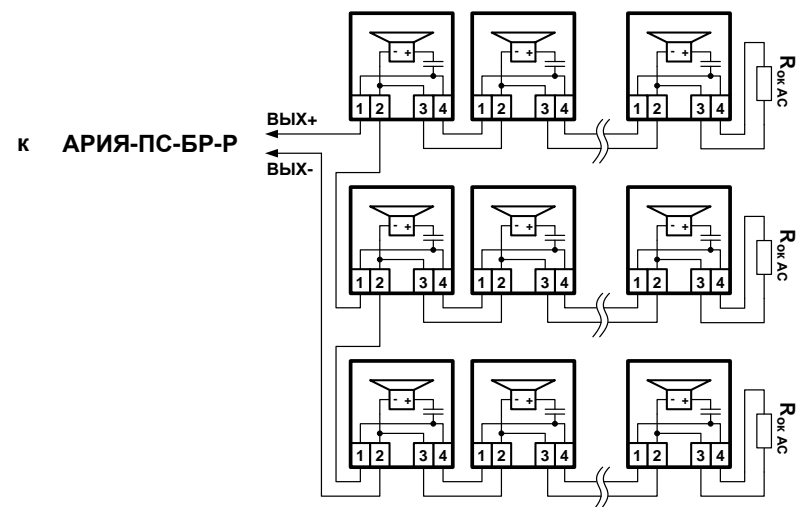 - + - + - +
1 2 3 4 1 2 3 4 1 2 3 4
Rок АС
ВЫХ+
к АРИЯ-ПС-БР-Р
ВЫХ-
- + - + - +
1 2 3 4 1 2 3 4 1 2 3 4
Rок АС
- + - + - +
1 2 3 4 1 2 3 4 1 2 3 4
Rок АС